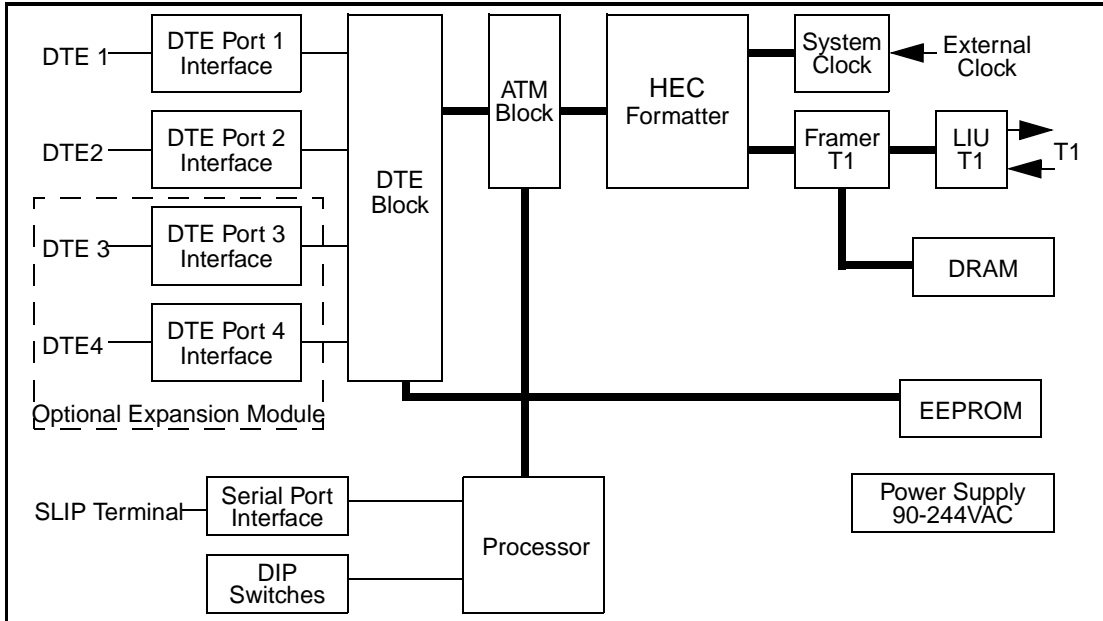 DTE 1
DTE Port 1
Interface
DTE2
DTE Port 2
Interface
DTE 3
DTE Port 3
Interface
DTE4
DTE Port 4
Interface
Optional Expansion Module
DTE
Block
ATM
Block
HEC
Formatter
System
Clock
External
Clock
Framer
T1
LIU
T1
T1
DRAM
EEPROM
SLIP Terminal
Serial Port
Interface
DIP
Switches
Processor
Power Supply
90-244VAC